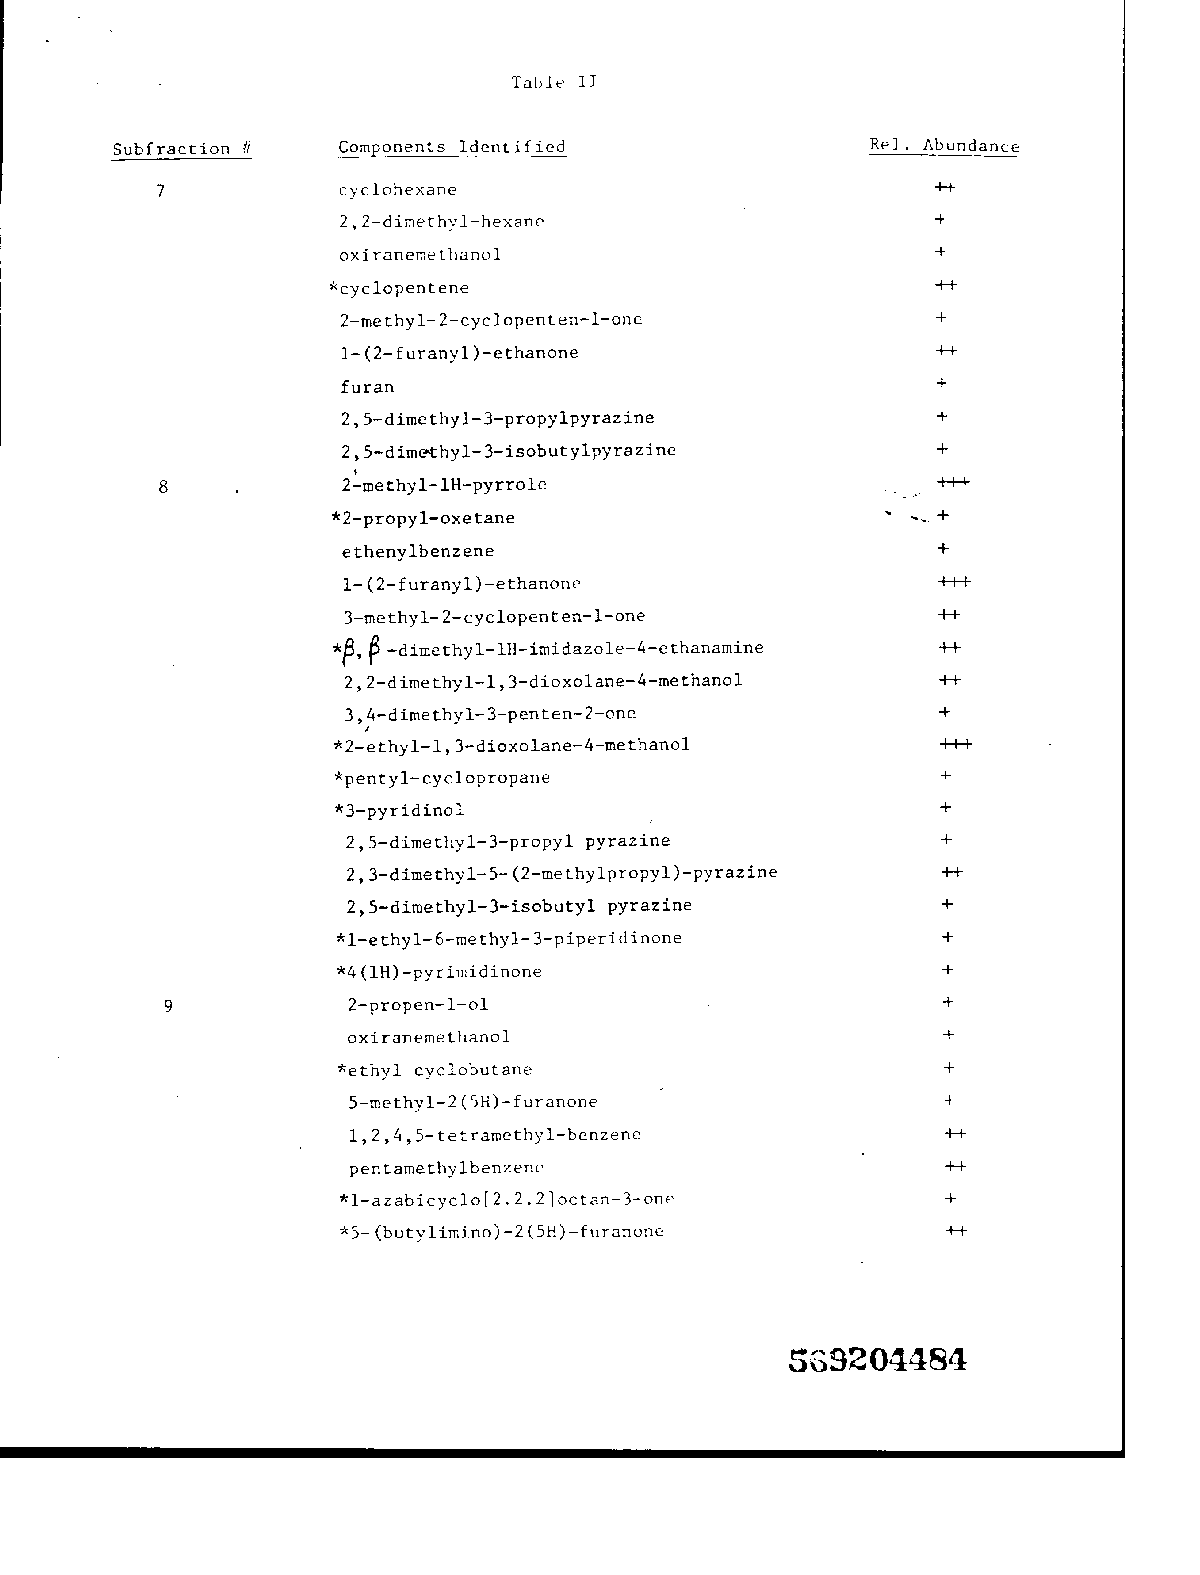 Table II
Subfraction # Components Identified Rel. Abundance
7 cyclohexane ++
2,2-dimethyl-hexane +
oxiranemethanol +
*cyclopentene ++
2-methyl-2-cyclopenten-1-one +
1-(2-furanyl)-ethanone ++
furan +
2,5-dimethyl-3-propylpyrazine +
2,5-dimethyl-3-isobutylpyrazine +
8 2-methyl-1H-pyrrole +++
*2-propyl-oxetane +
ethenylbenzene +
1-(2-furanyl)-ethanone +++
3-methyl-2-cyclopenten-1-one ++
*β,β-dimethyl-1H-imidazole-4-ethanamine ++
2,2-dimethyl-1,3-dioxolane-4-methanol ++
3,4-dimethyl-3-penten-2-one +
*2-ethyl-1,3-dioxolane-4-methanol +++
*pentyl-cyclopropane +
*3-pyridinol +
2,5-dimethyl-3-propyl pyrazine +
2,3-dimethyl-5-(2-methylpropyl)-pyrazine ++
2,5-dimethyl-3-isobutyl pyrazine +
*1-ethyl-6-methyl-3-piperidinone +
*4(1H)-pyrimidinone +
9 2-propen-1-ol +
oxiranemethanol +
*ethyl cyclobutane +
5-methyl-2(5H)-furanone +
1,2,4,5-tetramethyl-benzene ++
pentamethylbenzene ++
*1-azabicyclo[2.2.2]octan-3-one +
*5-(butylimino)-2(5H)-furanone ++
569204484